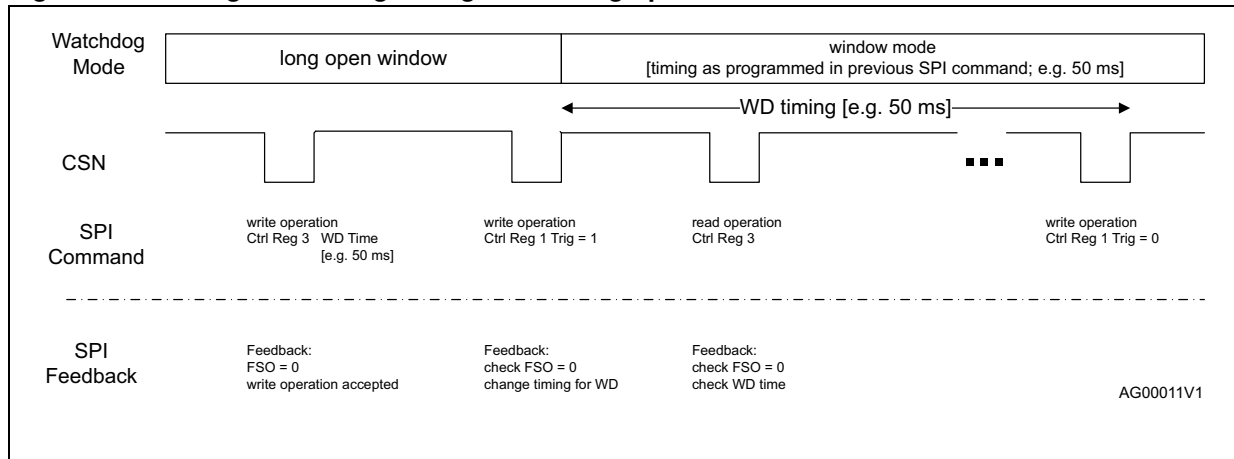 Watchdog
Mode
long open window
window mode
[timing as programmed in previous SPI command; e.g. 50 ms]
WD timing [e.g. 50 ms]
CSN
SPI
Command
write operation
Ctrl Reg 3 WD Time
[e.g. 50 ms]
write operation
Ctrl Reg 1 Trig = 1
read operation
Ctrl Reg 3
write operation
Ctrl Reg 1 Trig = 0
SPI
Feedback
Feedback:
FSO = 0
write operation accepted
Feedback:
check FSO = 0
change timing for WD
Feedback:
check FSO = 0
check WD time
AG00011V1